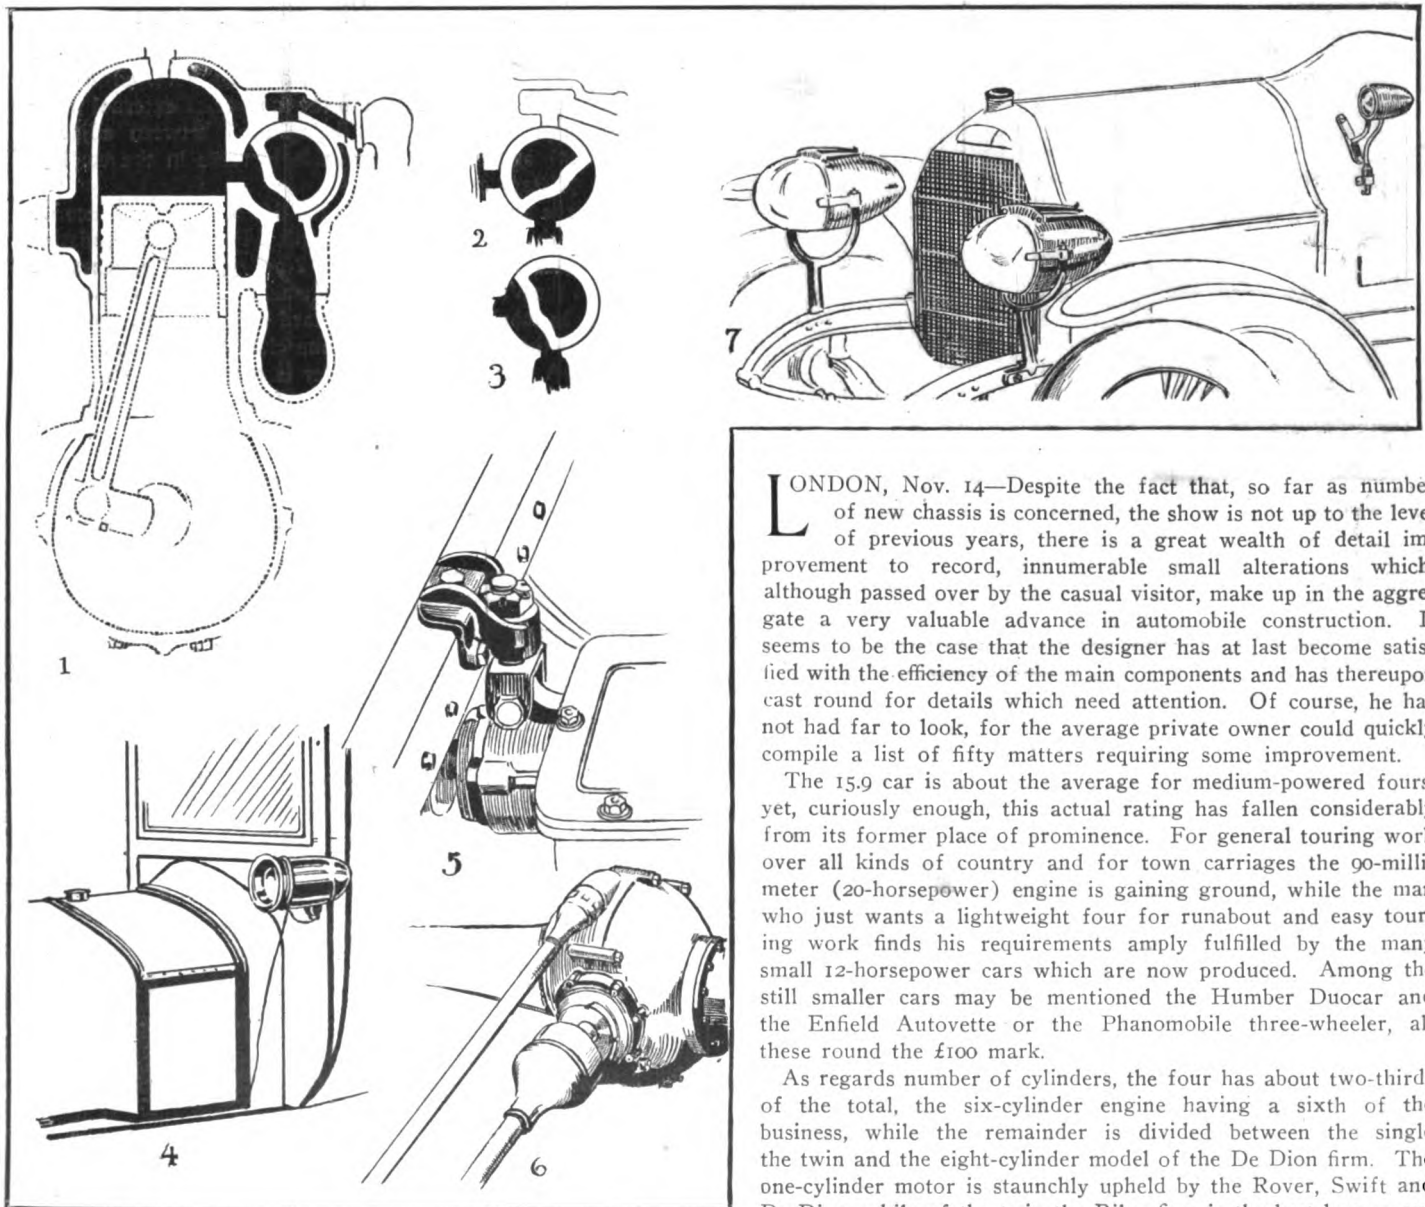 1
2
3
4
5
6
7
LONDON, Nov. 14—Despite the fact that, so far as numbe
of new chassis is concerned, the show is not up to the leve
of previous years, there is a great wealth of detail im
provement to record, innumerable small alterations which
although passed over by the casual visitor, make up in the aggre
gate a very valuable advance in automobile construction. I
seems to be the case that the designer has at last become satis
fied with the efficiency of the main components and has thereupo
cast round for details which need attention. Of course, he ha
not had far to look, for the average private owner could quickl
compile a list of fifty matters requiring some improvement.
The 15.9 car is about the average for medium-powered fours
yet, curiously enough, this actual rating has fallen considerabl
from its former place of prominence. For general touring wor
over all kinds of country and for town carriages the 90-milli
meter (20-horsepower) engine is gaining ground, while the ma
who just wants a lightweight four for runabout and easy tour
ing work finds his requirements amply fulfilled by the man
small 12-horsepower cars which are now produced. Among th
still smaller cars may be mentioned the Humber Duocar an
the Enfield Autovette or the Phanomobile three-wheeler, al
these round the £100 mark.
As regards number of cylinders, the four has about two-third
of the total, the six-cylinder engine having a sixth of th
business, while the remainder is divided between the singl
the twin and the eight-cylinder model of the De Dion firm. Th
one-cylinder motor is staunchly upheld by the Rover, Swift an